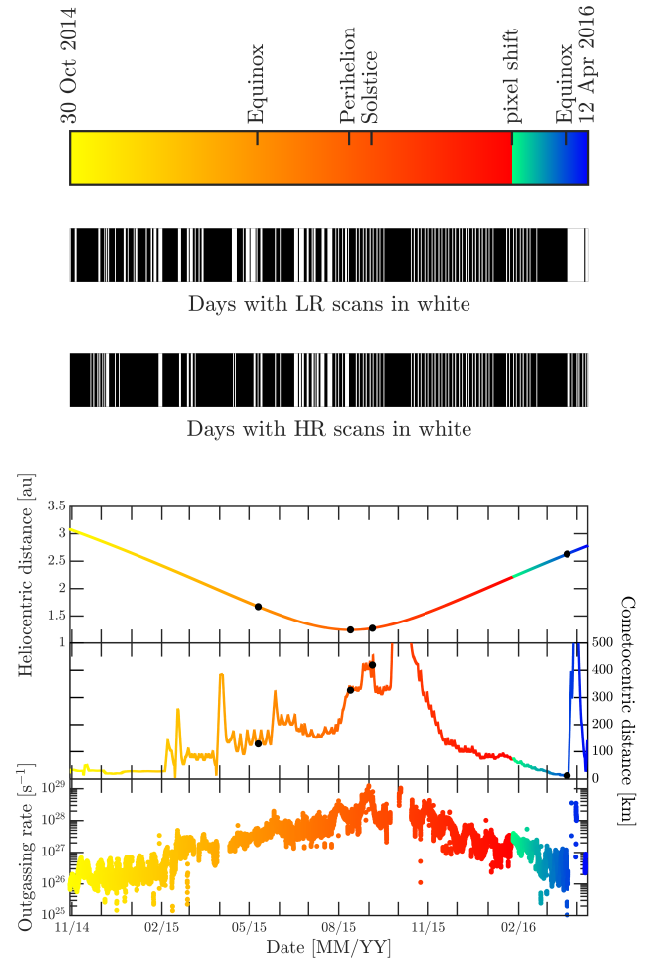 30 Oct 2014
Equinox
Perihelion
Solstice
pixel shift
Equinox
12 Apr 2016
Days with LR scans in white
Days with HR scans in white
Heliocentric distance [au]
3.5
3
2.5
2
1.5
1
Cometocentric distance [km]
500
400
300
200
100
0
Outgassing rate [s⁻¹]
10²⁹
10²⁸
10²⁷
10²⁶
10²⁵
11/14 02/15 05/15 08/15 11/15 02/16
Date [MM/YY]